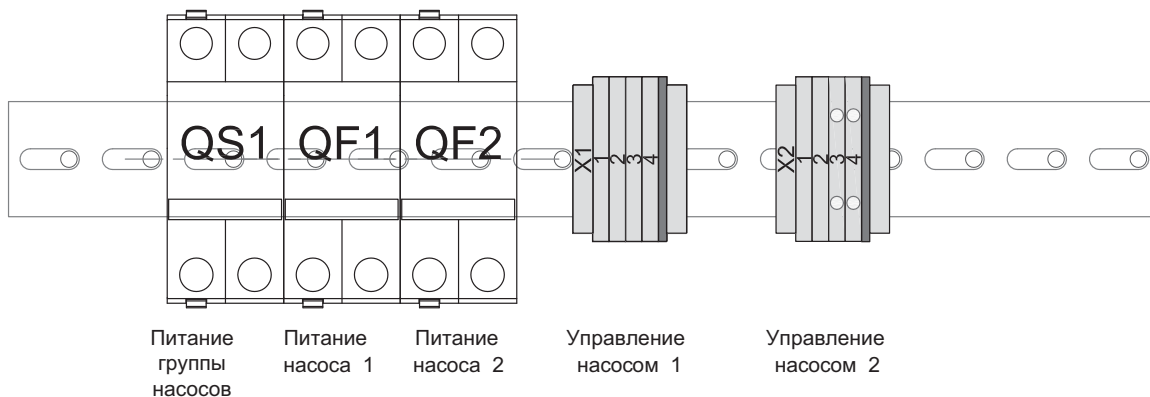 QS1 QF1 QF2
X1 1 2 3 4
X2 1 2 3 4
Питание
группы
насосов
Питание
насоса 1
Питание
насоса 2
Управление
насосом 1
Управление
насосом 2